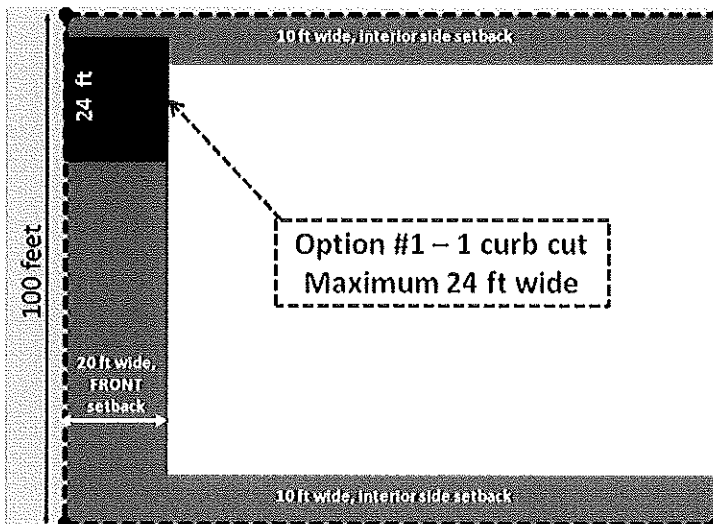 10 ft wide, interior side setback
24 ft
100 feet
Option #1 – 1 curb cut
Maximum 24 ft wide
20 ft wide,
FRONT
setback
10 ft wide, interior side setback